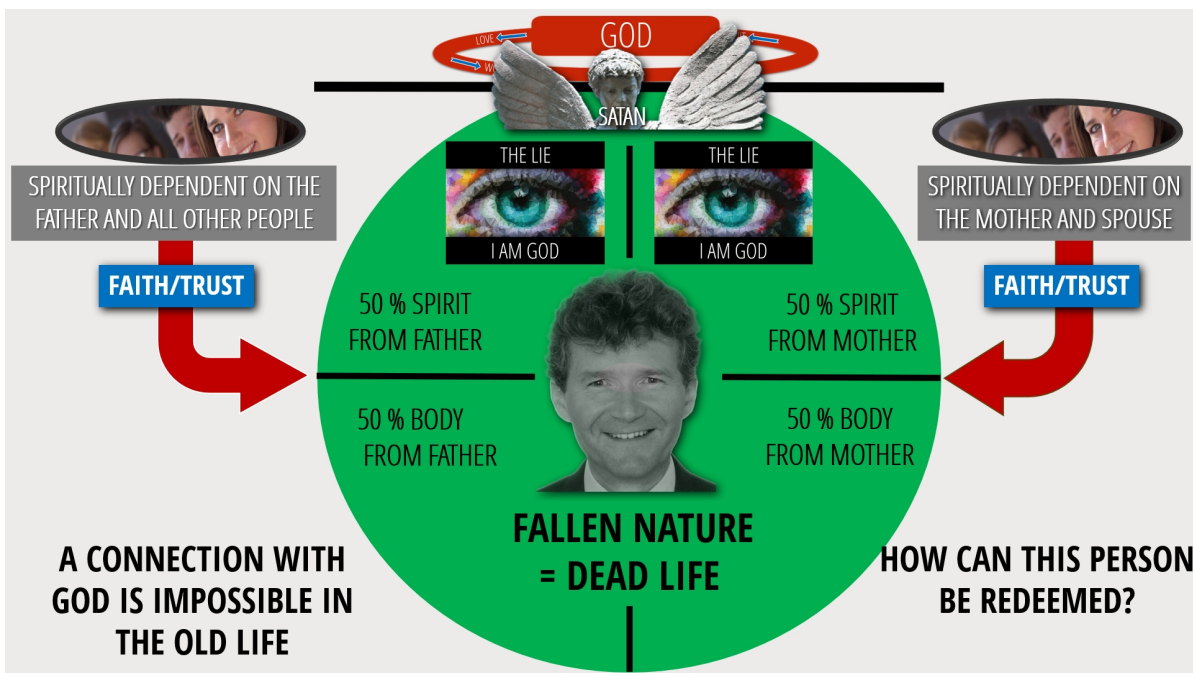 GOD
LOVE
SATAN
THE LIE
I AM GOD
THE LIE
I AM GOD
SPIRITUALLY DEPENDENT ON THE
FATHER AND ALL OTHER PEOPLE
FAITH/TRUST
SPIRITUALLY DEPENDENT ON
THE MOTHER AND SPOUSE
FAITH/TRUST
50 % SPIRIT
FROM FATHER
50 % SPIRIT
FROM MOTHER
50 % BODY
FROM FATHER
50 % BODY
FROM MOTHER
FALLEN NATURE
= DEAD LIFE
A CONNECTION WITH
GOD IS IMPOSSIBLE IN
THE OLD LIFE
HOW CAN THIS PERSON
BE REDEEMED?